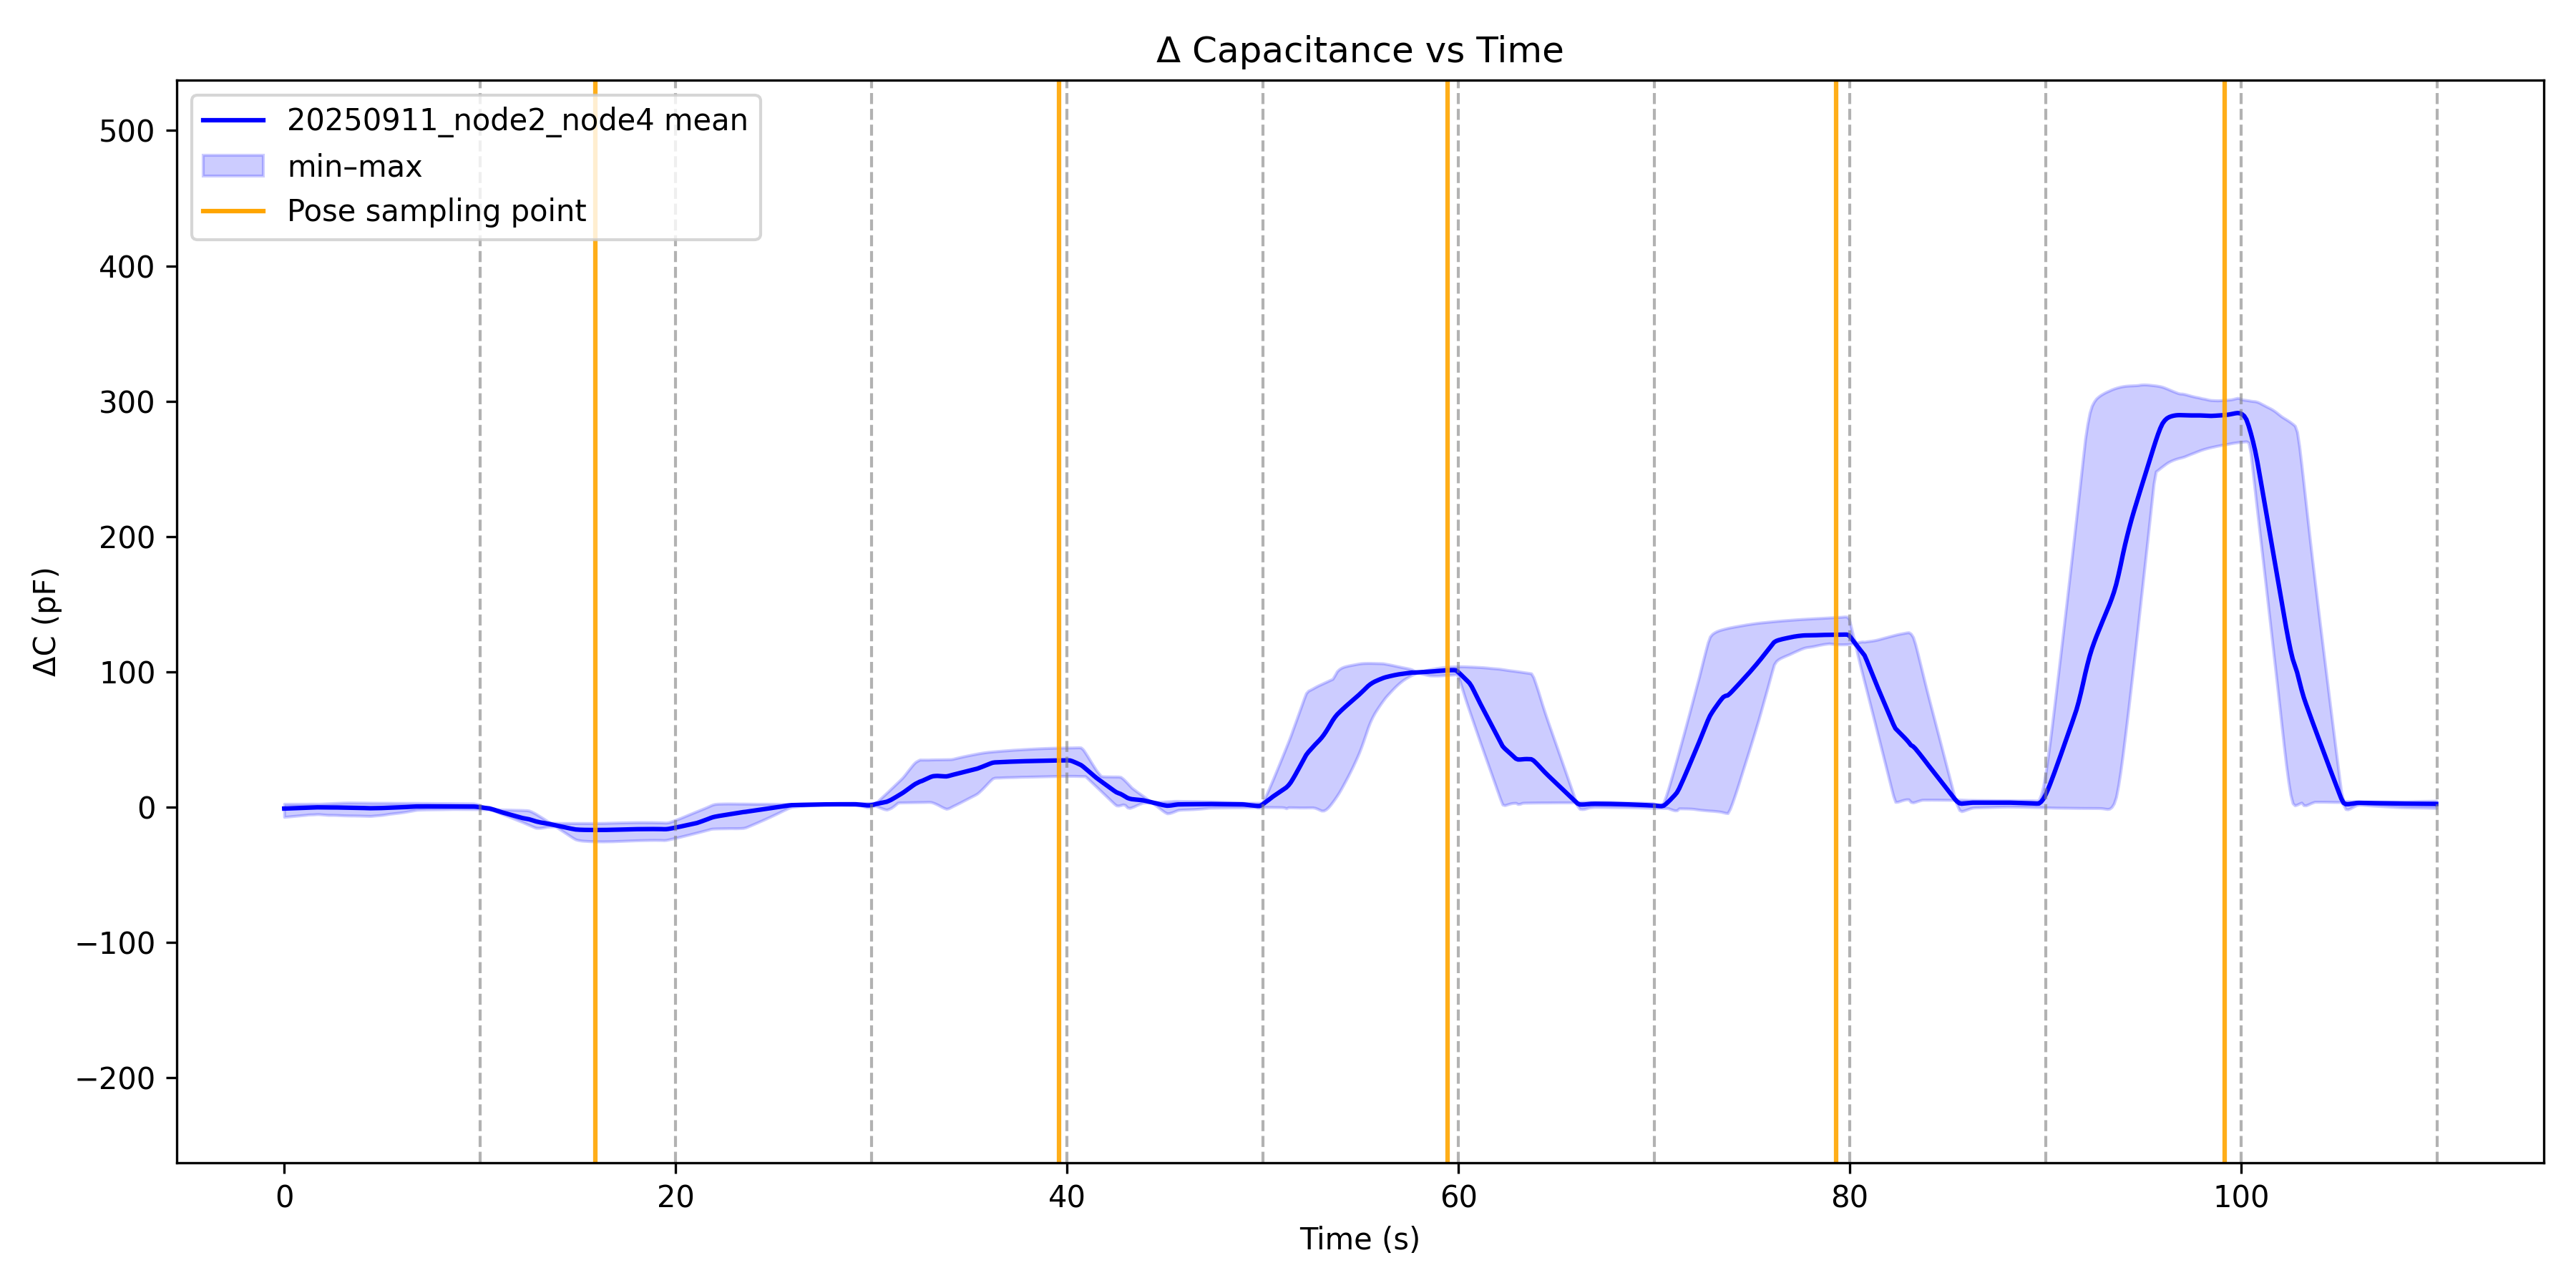 Δ Capacitance vs Time
20250911_node2_node4 mean
min–max
Pose sampling point
500
400
300
200
100
0
−100
−200
ΔC (pF)
0 20 40 60 80 100
Time (s)